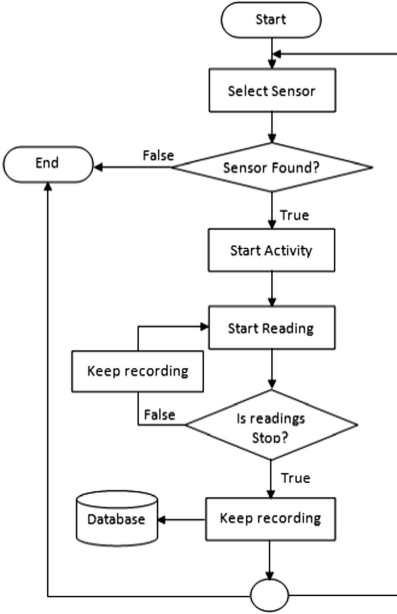 Start
Select Sensor
End
False
Sensor Found?
True
Start Activity
Start Reading
Keep recording
False
Is readings
Stop?
True
Database
Keep recording